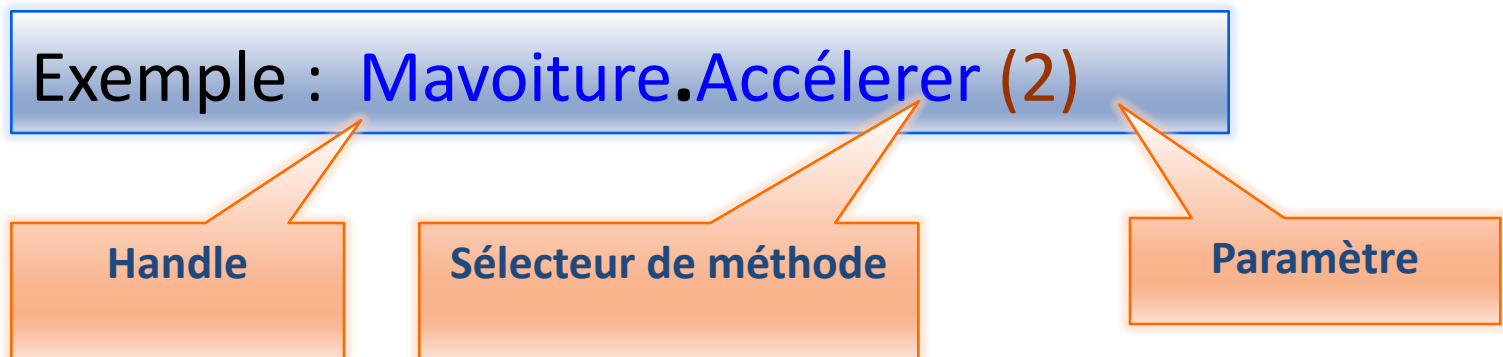 Exemple : Mavoiture.Accélerer (2)
Handle
Sélecteur de méthode
Paramètre